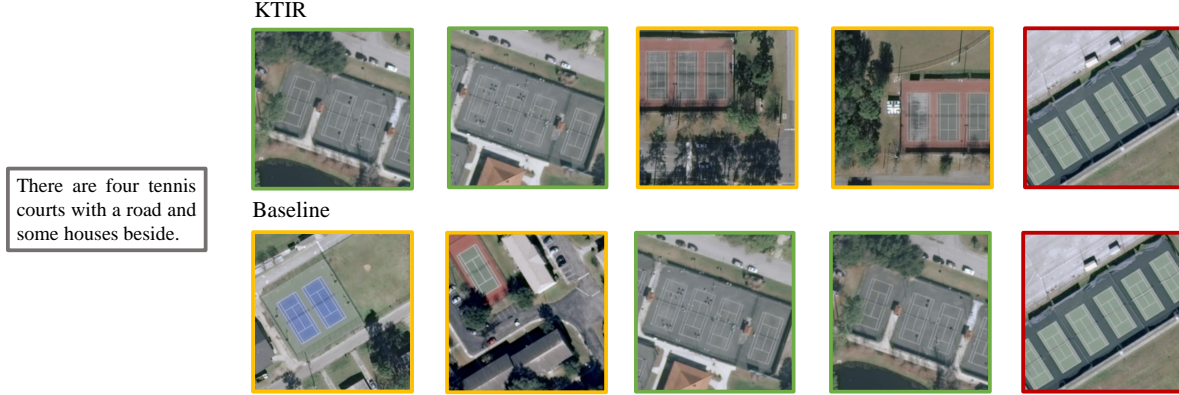 KTIR
There are four tennis
courts with a road and
some houses beside.
Baseline